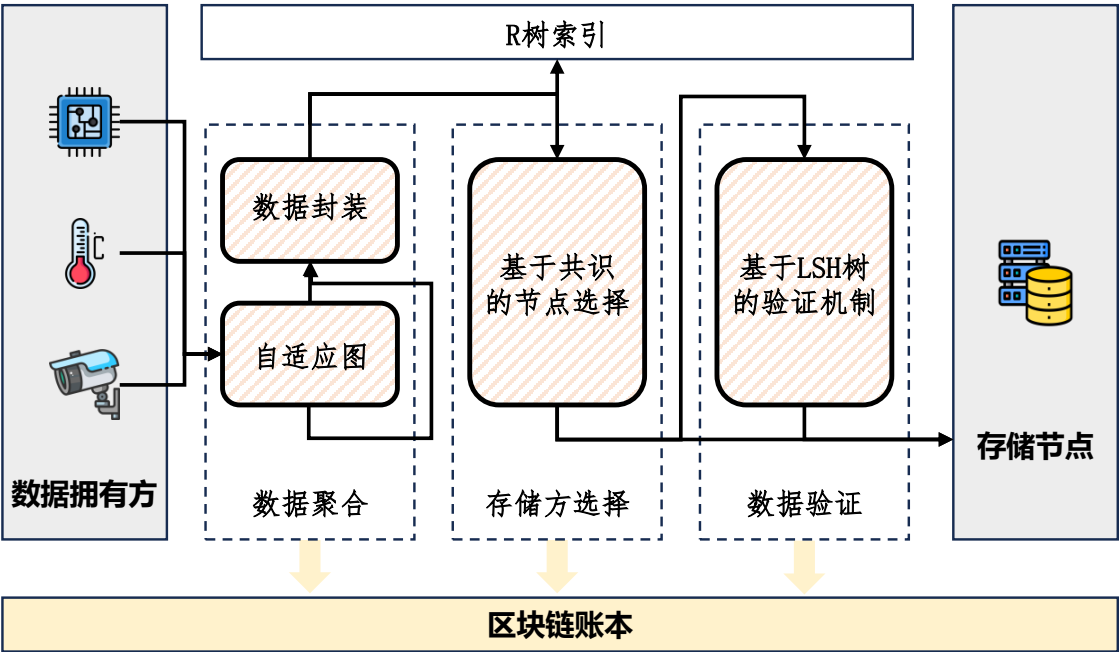 R树索引
℃
数据封装
自适应图
数据聚合
基于共识
的节点选择
存储方选择
基于LSH树
的验证机制
数据验证
数据拥有方
存储节点
区块链账本